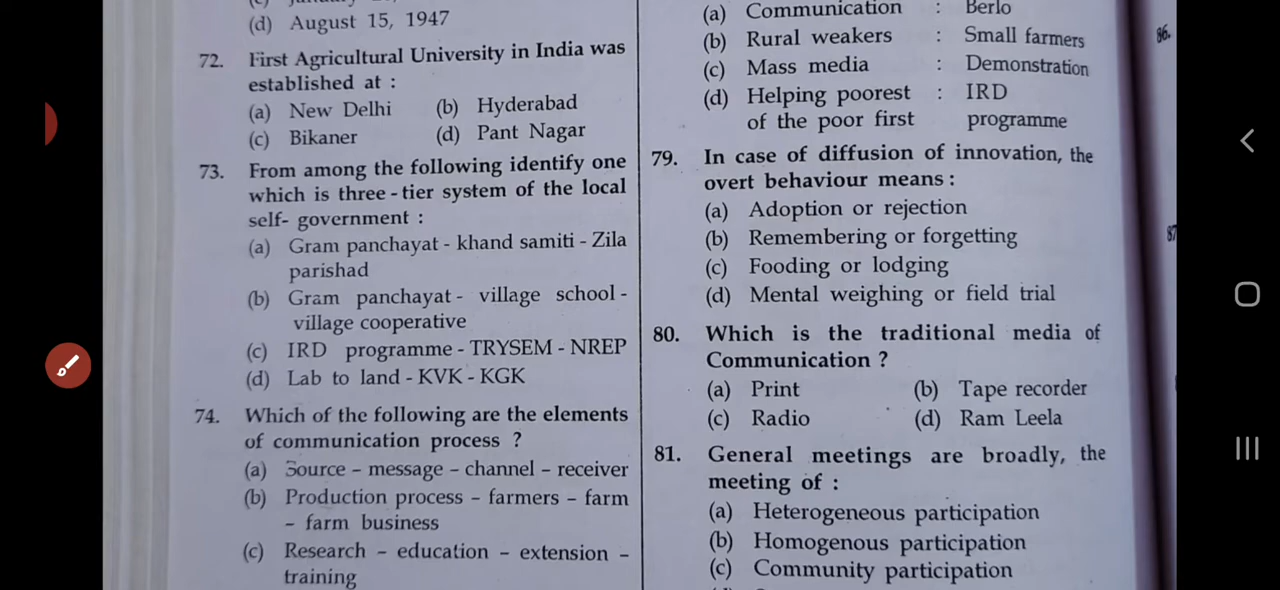 (d) August 15, 1947
72. First Agricultural University in India was
established at :
(a) New Delhi (b) Hyderabad
(c) Bikaner (d) Pant Nagar
73. From among the following identify one
which is three - tier system of the local
self- government :
(a) Gram panchayat - khand samiti - Zila
parishad
(b) Gram panchayat - village school -
village cooperative
(c) IRD programme - TRYSEM - NREP
(d) Lab to land - KVK - KGK
74. Which of the following are the elements
of communication process ?
(a) Source – message – channel – receiver
(b) Production process – farmers – farm
– farm business
(c) Research – education – extension –
training
(a) Communication : Berlo
(b) Rural weakers : Small farmers
(c) Mass media : Demonstration
(d) Helping poorest : IRD
of the poor first programme
79. In case of diffusion of innovation, the
overt behaviour means :
(a) Adoption or rejection
(b) Remembering or forgetting
(c) Fooding or lodging
(d) Mental weighing or field trial
80. Which is the traditional media of
Communication ?
(a) Print (b) Tape recorder
(c) Radio (d) Ram Leela
81. General meetings are broadly, the
meeting of :
(a) Heterogeneous participation
(b) Homogenous participation
(c) Community participation
86.
87